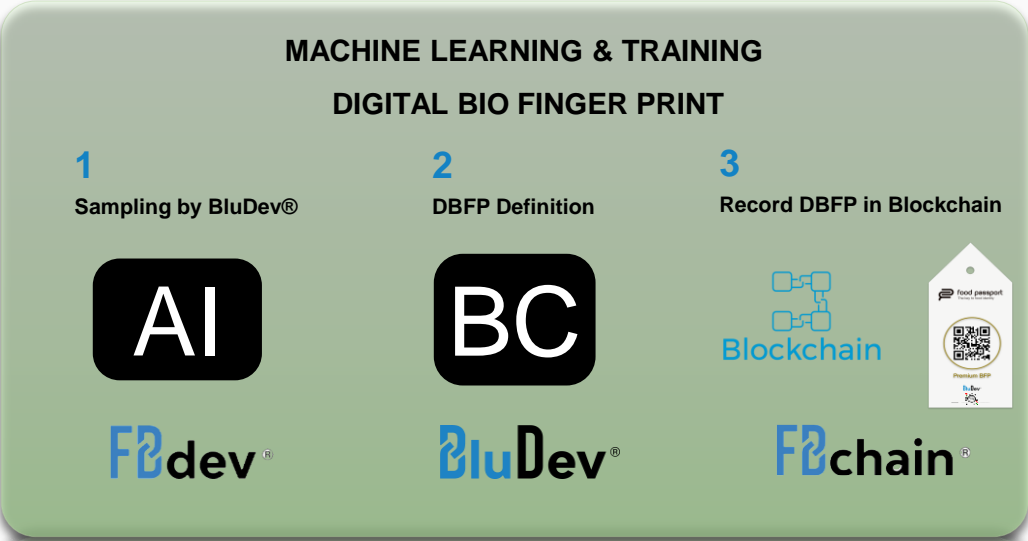 MACHINE LEARNING & TRAINING
DIGITAL BIO FINGER PRINT
1
Sampling by BluDev®
AI
FBdev®
2
DBFP Definition
BC
BluDev®
3
Record DBFP in Blockchain
Blockchain
food passport
Premium BFP
BluDev
FBchain®